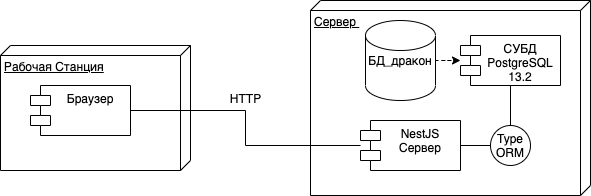 Рабочая Станция
Браузер
HTTP
Сервер
БД_дракон
СУБД
PostgreSQL
13.2
NestJS
Сервер
Type
ORM